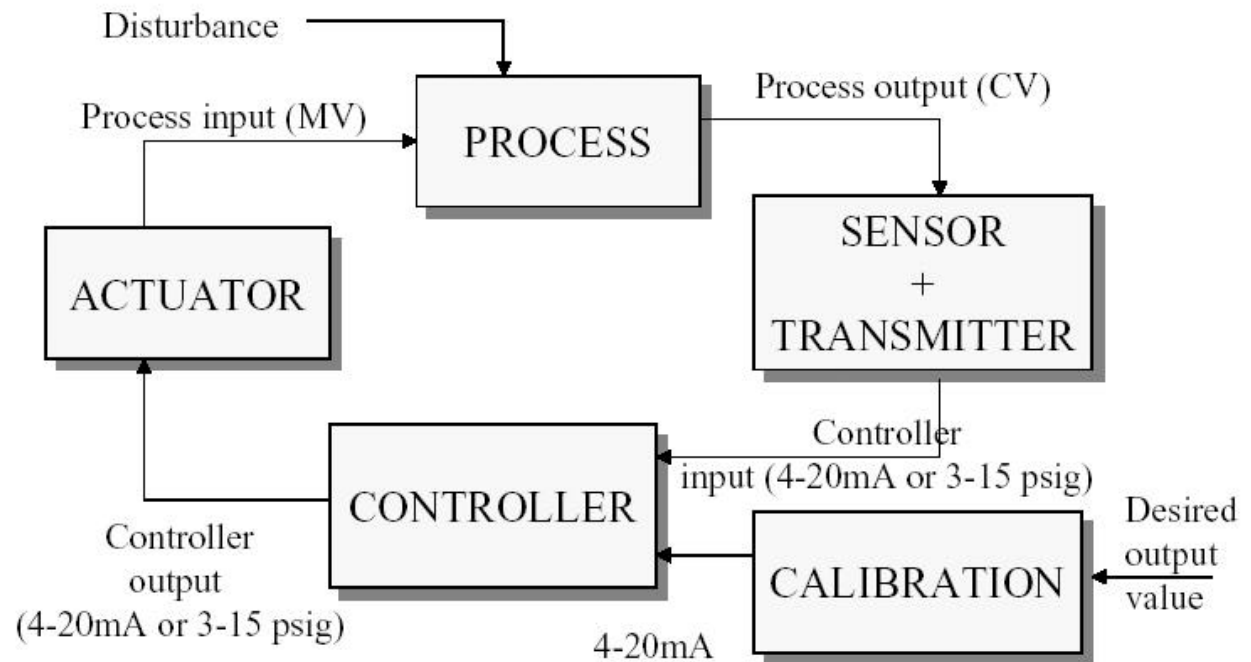 Disturbance
Process input (MV)
PROCESS
Process output (CV)
SENSOR
+
TRANSMITTER
ACTUATOR
CONTROLLER
Controller
input (4-20mA or 3-15 psig)
Controller
output
(4-20mA or 3-15 psig)
CALIBRATION
4-20mA
Desired
output
value